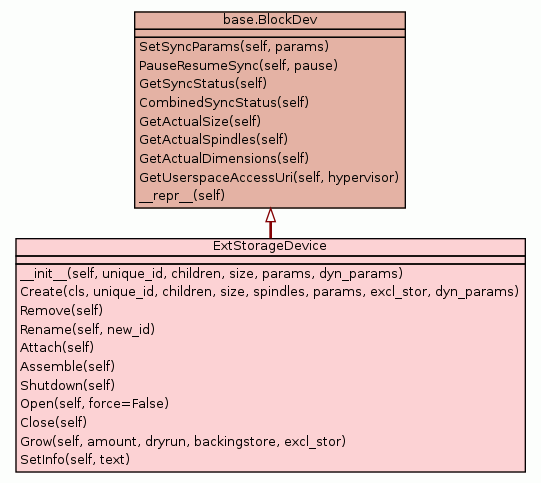 base.BlockDev
SetSyncParams(self, params)
PauseResumeSync(self, pause)
GetSyncStatus(self)
CombinedSyncStatus(self)
GetActualSize(self)
GetActualSpindles(self)
GetActualDimensions(self)
GetUserspaceAccessUri(self, hypervisor)
__repr__(self)
ExtStorageDevice
__init__(self, unique_id, children, size, params, dyn_params)
Create(cls, unique_id, children, size, spindles, params, excl_stor, dyn_params)
Remove(self)
Rename(self, new_id)
Attach(self)
Assemble(self)
Shutdown(self)
Open(self, force=False)
Close(self)
Grow(self, amount, dryrun, backingstore, excl_stor)
SetInfo(self, text)